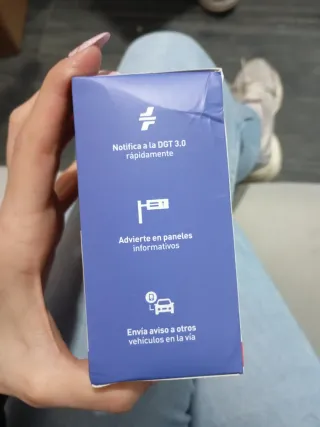 Notifica a la DGT 3.0
rápidamente
Advierte en paneles
informativos
Envía aviso a otros
vehículos en la vía